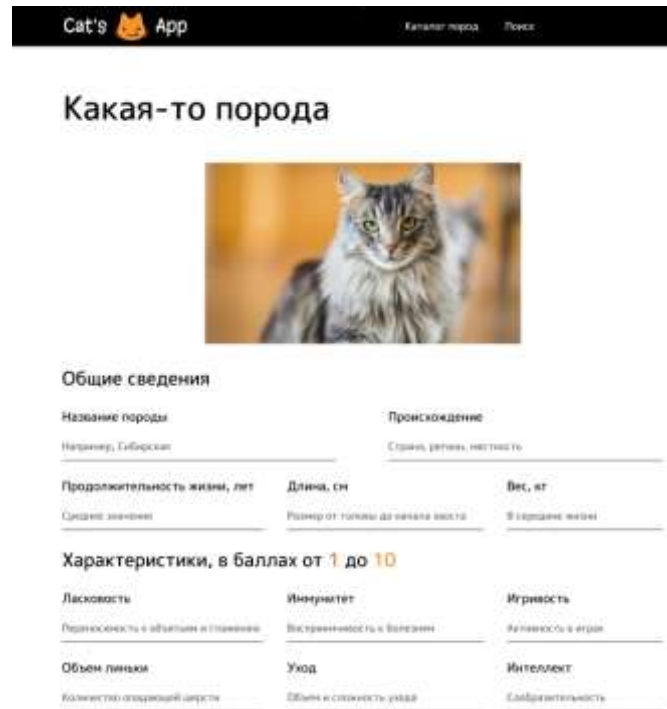 Cat's App Каталог пород Поиск
Какая-то порода
Общие сведения
Название породы Происхождение
Например, Сибирская Страна, регион, местность
Продолжительность жизни, лет Длина, см Вес, кг
Среднее значение Размер от головы до начала хвоста В середине жизни
Характеристики, в баллах от 1 до 10
Ласковость Иммунитет Игривость
Переносимость к объятьям и глажению Восприимчивость к болезням Активность в играх
Объем линьки Уход Интеллект
Количество опадающей шерсти Объем и сложность ухода Сообразительность